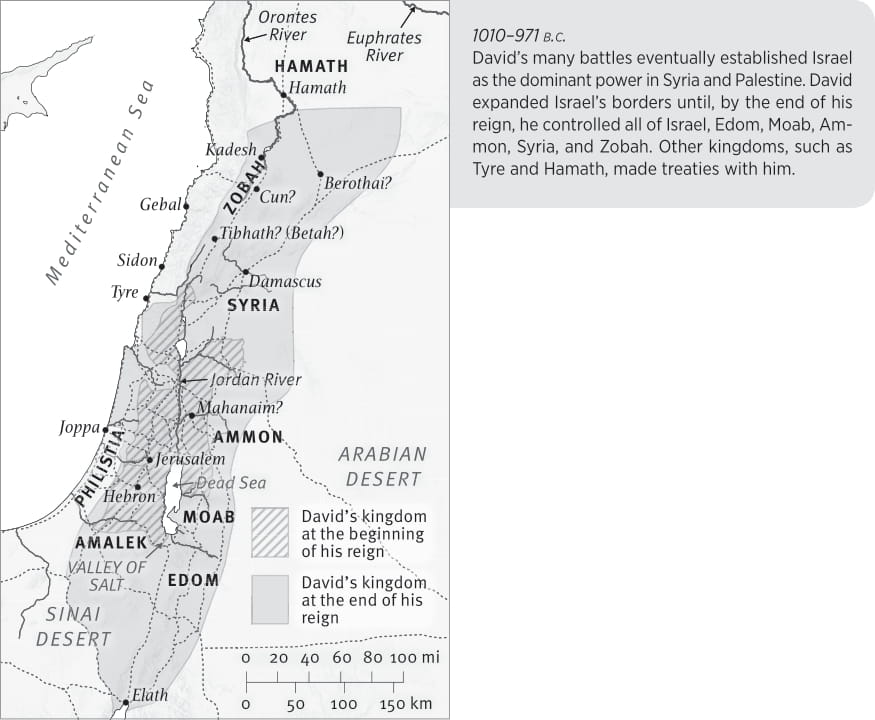 Orontes
River
Euphrates
River
HAMATH
Hamath
Mediterranean Sea
Kadesh
ZOBAH
Berothai?
Cun?
Gebal
Tibhath? (Betah?)
Sidon
Damascus
Tyre
SYRIA
Jordan River
Mahanaim?
Joppa
AMMON
PHILISTIA
Jerusalem
ARABIAN
DESERT
Dead Sea
Hebron
MOAB
AMALEK
VALLEY OF
SALT
EDOM
SINAI
DESERT
Elath
David’s kingdom
at the beginning
of his reign
David’s kingdom
at the end of his
reign
0 20 40 60 80 100 mi
0 50 100 150 km
1010–971 B.C.
David’s many battles eventually established Israel
as the dominant power in Syria and Palestine. David
expanded Israel’s borders until, by the end of his
reign, he controlled all of Israel, Edom, Moab, Am-
mon, Syria, and Zobah. Other kingdoms, such as
Tyre and Hamath, made treaties with him.